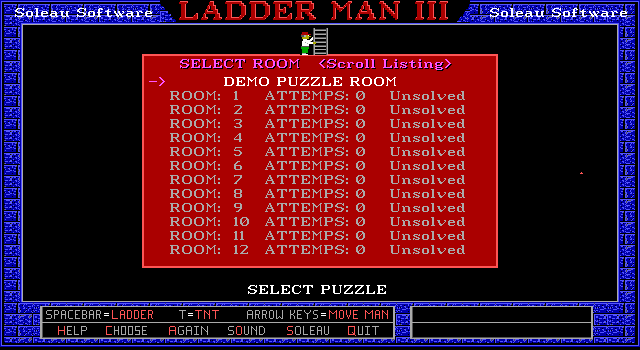 Soleau Software LADDER MAN III Soleau Software
SELECT ROOM <Scroll Listing>
-> DEMO PUZZLE ROOM
ROOM: 1 ATTEMPS: 0 Unsolved
ROOM: 2 ATTEMPS: 0 Unsolved
ROOM: 3 ATTEMPS: 0 Unsolved
ROOM: 4 ATTEMPS: 0 Unsolved
ROOM: 5 ATTEMPS: 0 Unsolved
ROOM: 6 ATTEMPS: 0 Unsolved
ROOM: 7 ATTEMPS: 0 Unsolved
ROOM: 8 ATTEMPS: 0 Unsolved
ROOM: 9 ATTEMPS: 0 Unsolved
ROOM: 10 ATTEMPS: 0 Unsolved
ROOM: 11 ATTEMPS: 0 Unsolved
ROOM: 12 ATTEMPS: 0 Unsolved
SELECT PUZZLE
SPACEBAR=LADDER T=TNT ARROW KEYS=MOVE MAN
HELP CHOOSE AGAIN SOUND SOLEAU QUIT